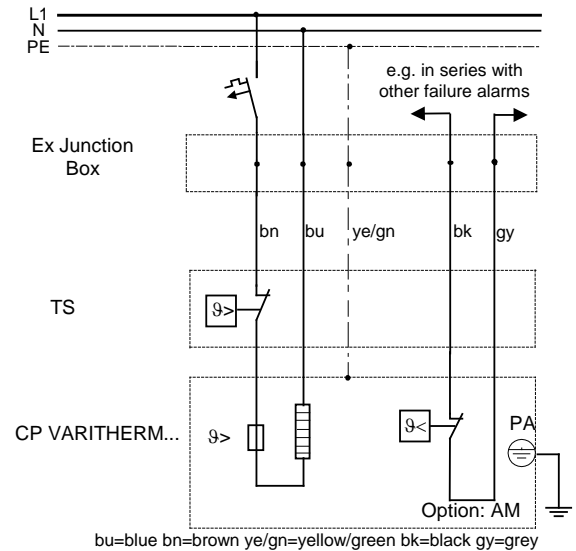 L1
N
PE
e.g. in series with
other failure alarms
Ex Junction
Box
bn
bu
ye/gn
bk
gy
TS
ϑ>
CP VARITHERM...
ϑ>
ϑ<
PA
Option: AM
bu=blue bn=brown ye/gn=yellow/green bk=black gy=grey